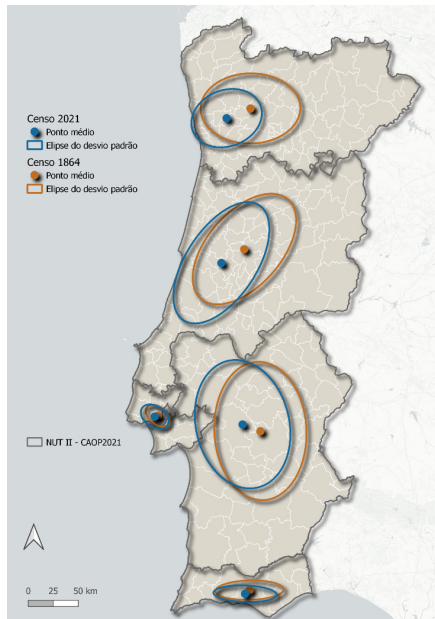 Censo 2021
Ponto médio
Elipse do desvio padrão
Censo 1864
Ponto médio
Elipse do desvio padrão
NUT II - CAOP2021
0 25 50 km